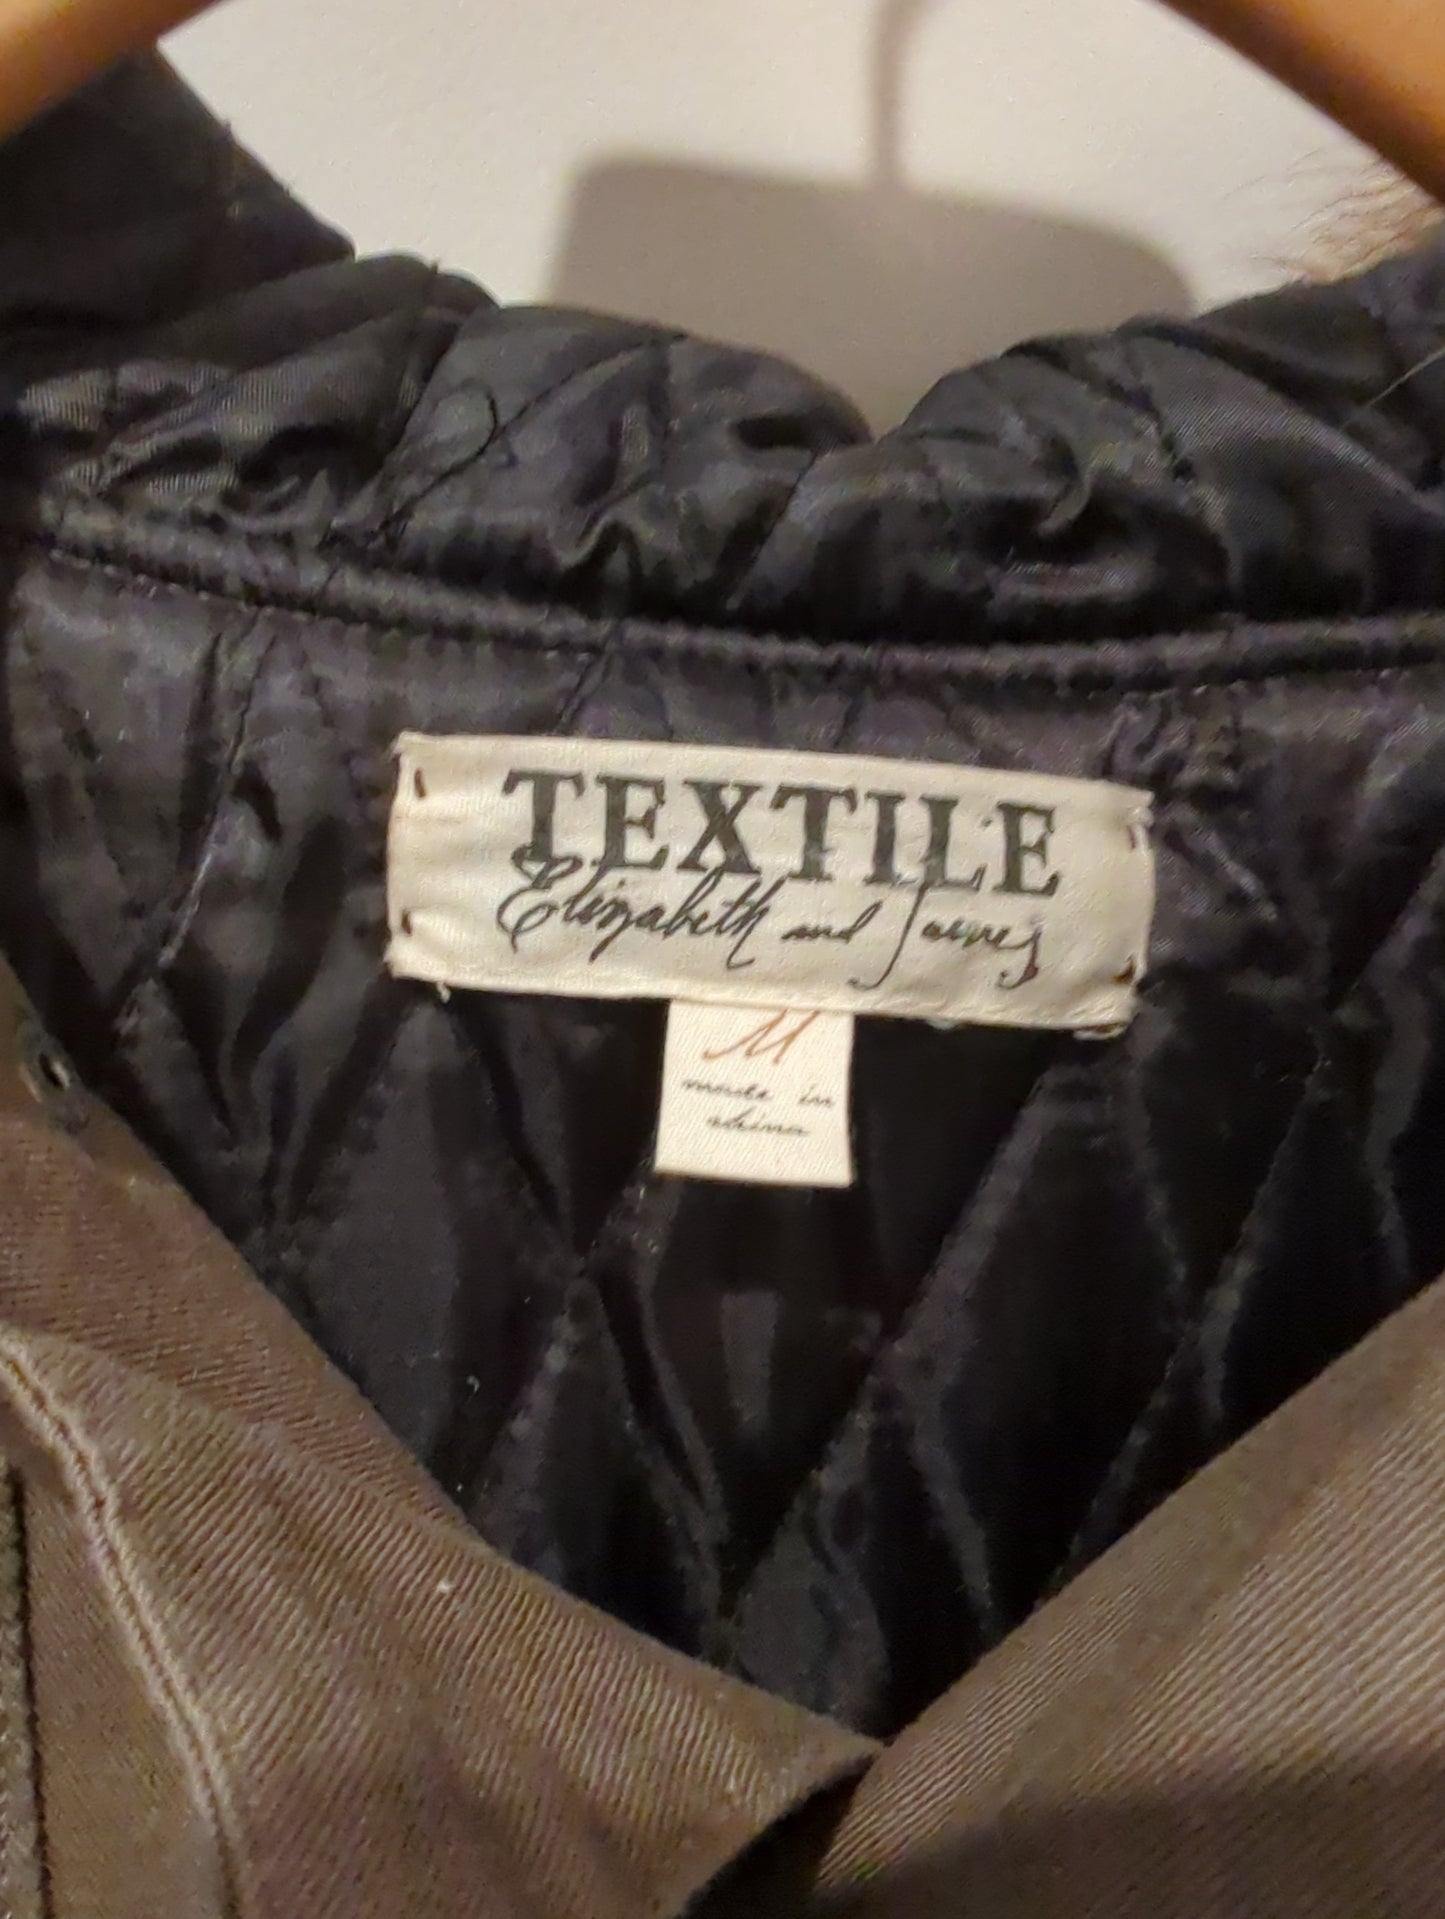 TEXTILE
Elizabeth and James
M
made in
china